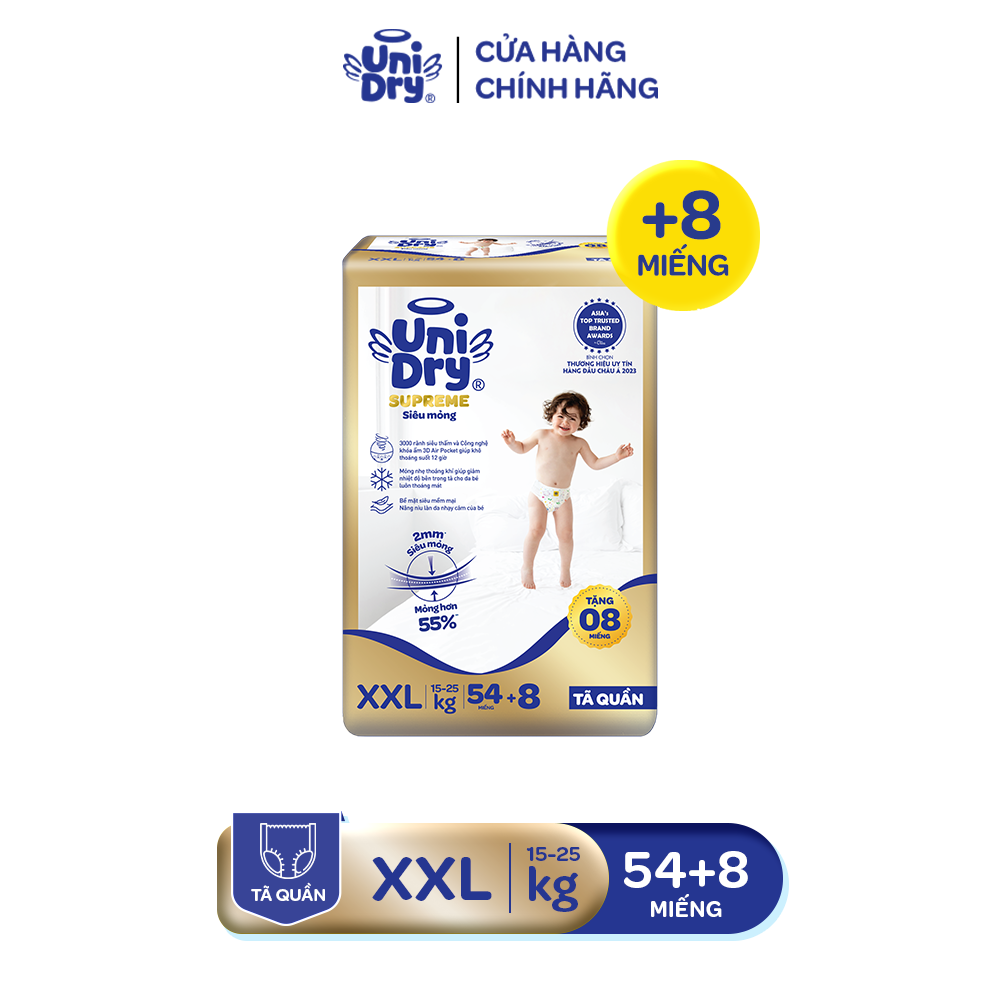 Uni
Dry®
CỬA HÀNG
CHÍNH HÃNG
+8
MIẾNG
XXL 54+8
Uni
Dry®
SUPREME
Siêu mỏng
ASIA's
TOP TRUSTED
BRAND
AWARDS
BÌNH CHỌN
THƯƠNG HIỆU UY TÍN
HÀNG ĐẦU CHÂU Á 2023
3000 rãnh siêu thấm và Công nghệ
khóa ẩm 3D Air Pocket giúp khô
thoáng suốt 12 giờ
Mỏng nhẹ thoáng khí giúp giảm
nhiệt độ bên trong tã cho da bé
luôn thoáng mát
Bề mặt siêu mềm mại
Nâng niu làn da nhạy cảm của bé
2mm
Siêu mỏng
Mỏng hơn
55%
TẶNG
08
MIẾNG
XXL 15-25 kg 54 MIẾNG +8
TÃ QUẦN
TÃ QUẦN
XXL
15-25
kg
54+8
MIẾNG